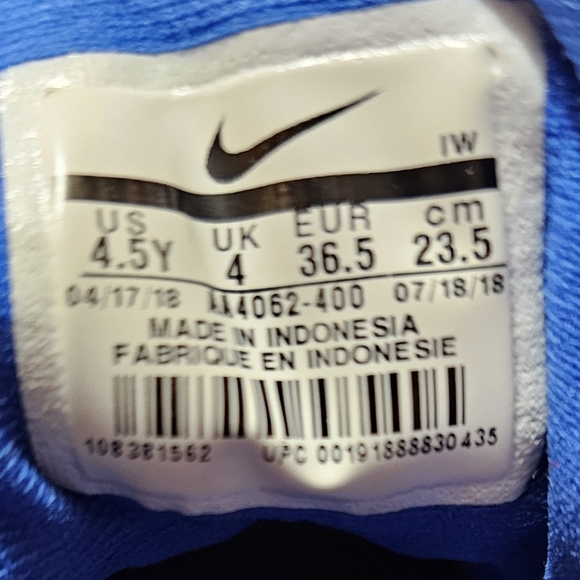 IW
US UK EUR cm
4.5Y 4 36.5 23.5
04/17/18 AA4062-400 07/18/18
MADE IN INDONESIA
FABRIQUE EN INDONESIE
108381562 UPC 00191888830435